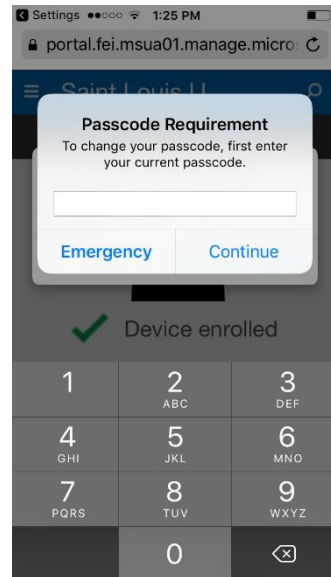 Settings 1:25 PM
portal.fei.msua01.manage.micro
Saint Louis U
Passcode Requirement
To change your passcode, first enter
your current passcode.
Emergency Continue
Device enrolled
1 2 3
ABC DEF
4 5 6
GHI JKL MNO
7 8 9
PQRS TUV WXYZ
0